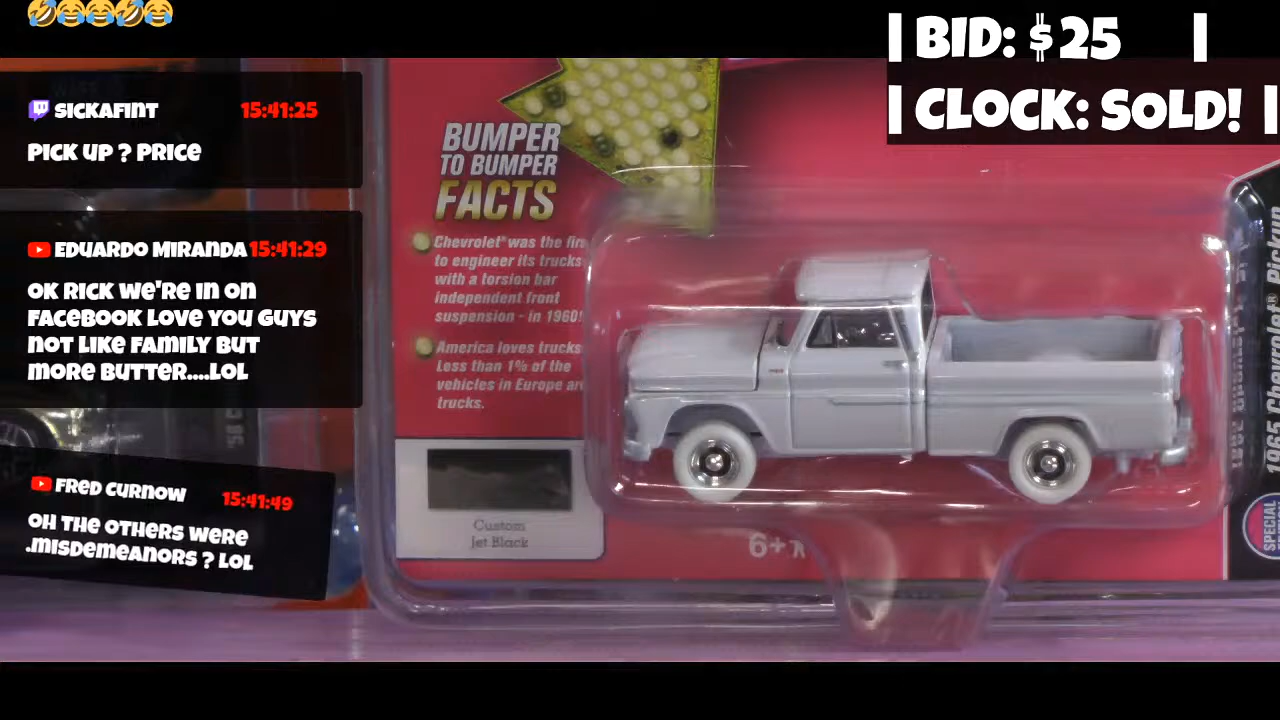 | BID: $25 |
| CLOCK: SOLD! |
SICKAFINT 15:41:25
PICK UP ? PRICE
EDUARDO MIRANDA 15:41:29
OK RICK WE'RE IN ON
FACEBOOK LOVE YOU GUYS
NOT LIKE FAMILY BUT
MORE BUTTER....LOL
FRED CURNOW 15:41:49
OH THE OTHERS WERE
.MISDEMEANORS ? LOL
BUMPER
TO BUMPER
FACTS
Chevrolet® was the
to engineer its trucks
with a torsion bar
independent front
suspension - in 1960!
America loves trucks
Less than 1% of the
vehicles in Europe
trucks.
Custom
Jet Black
6+
1965 Chevrolet® Pickup
SPECIAL